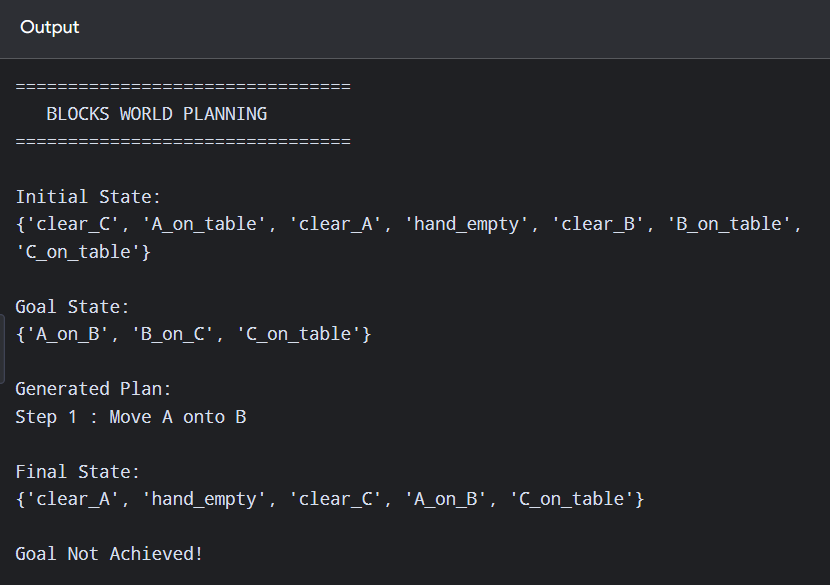 Output
================================
BLOCKS WORLD PLANNING
================================
Initial State:
{'clear_C', 'A_on_table', 'clear_A', 'hand_empty', 'clear_B', 'B_on_table',
'C_on_table'}
Goal State:
{'A_on_B', 'B_on_C', 'C_on_table'}
Generated Plan:
Step 1 : Move A onto B
Final State:
{'clear_A', 'hand_empty', 'clear_C', 'A_on_B', 'C_on_table'}
Goal Not Achieved!